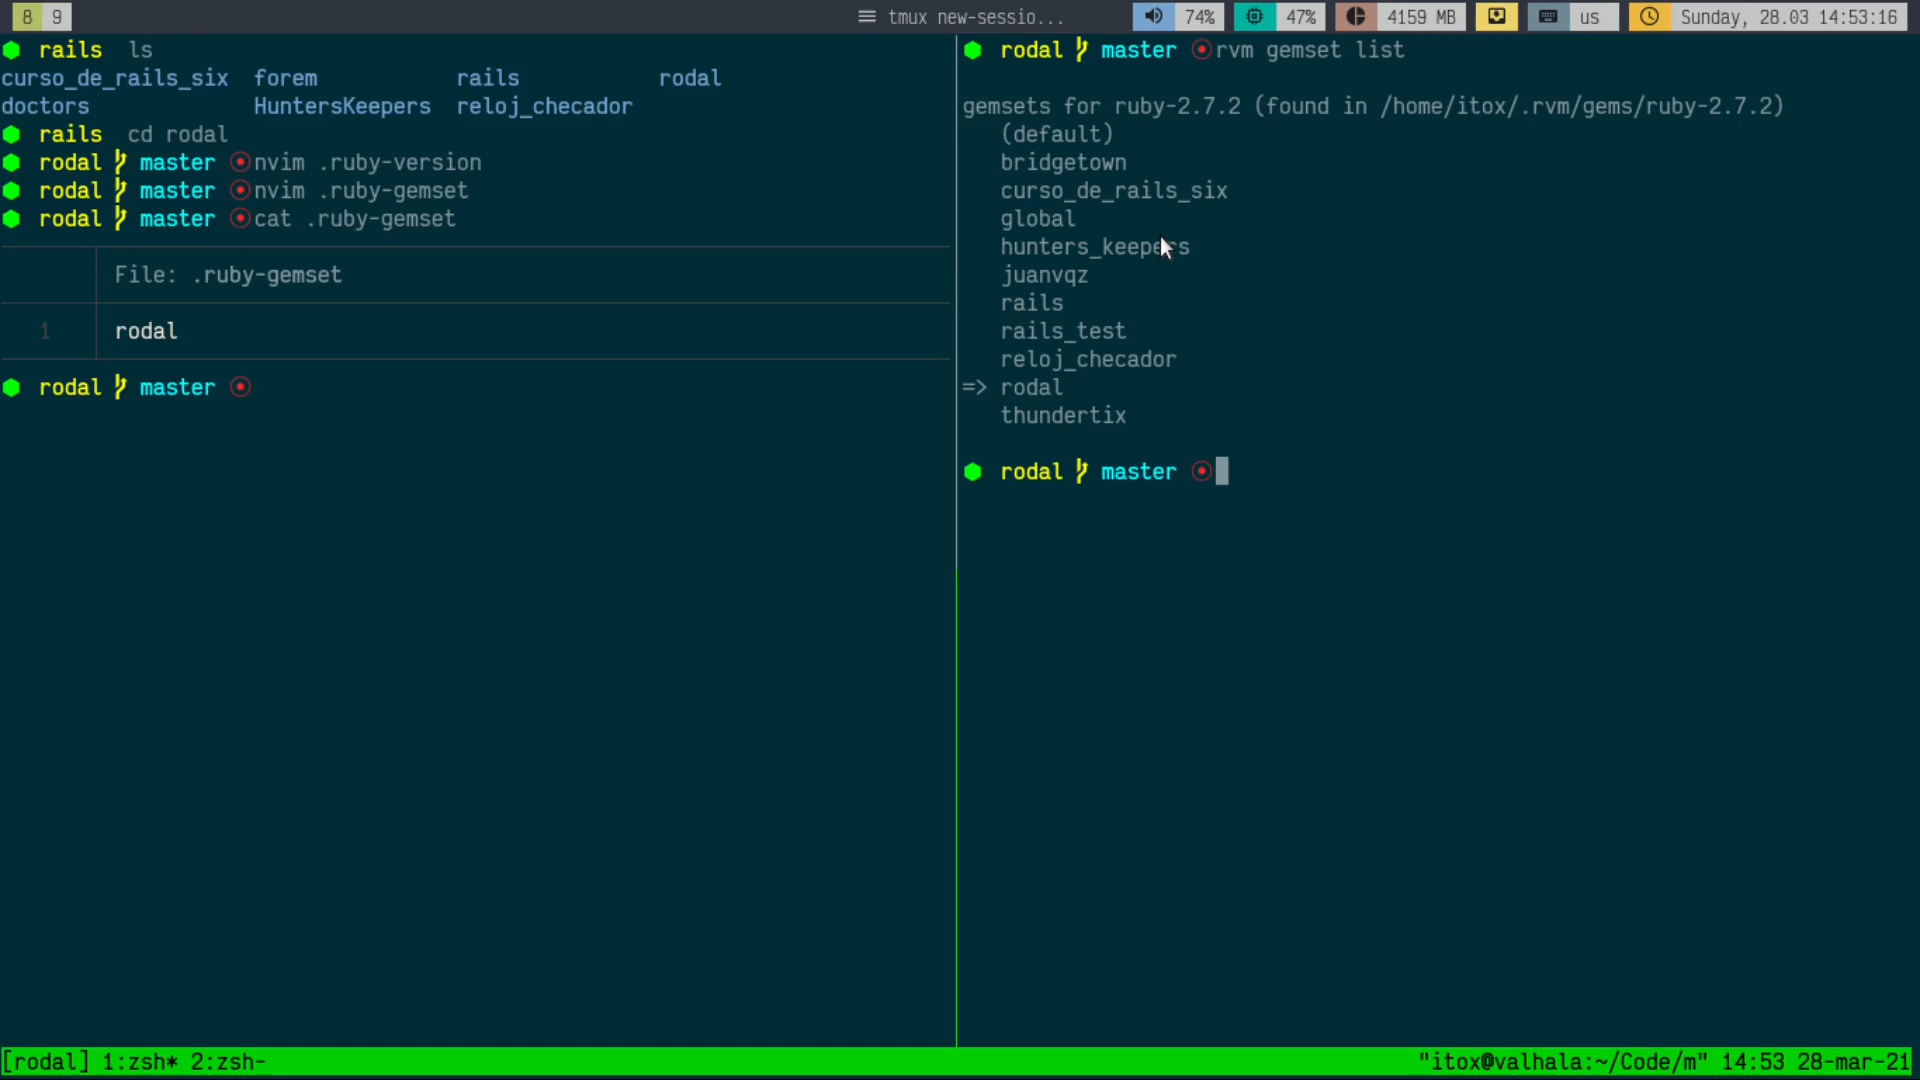 8 9 tmux new-sessio... 74% 47% 4159 MB us Sunday, 28.03 14:53:16
rails ls
curso_de_rails_six forem rails rodal
doctors HuntersKeepers reloj_checador
rails cd rodal
rodal master nvim .ruby-version
rodal master nvim .ruby-gemset
rodal master cat .ruby-gemset
File: .ruby-gemset
1 rodal
rodal master
rodal master rvm gemset list
gemsets for ruby-2.7.2 (found in /home/itox/.rvm/gems/ruby-2.7.2)
(default)
bridgetown
curso_de_rails_six
global
hunters_keepers
juanvqz
rails
rails_test
reloj_checador
=> rodal
thundertix
rodal master
[rodal] 1:zsh* 2:zsh- "itox@valhala:~/Code/m" 14:53 28-mar-21